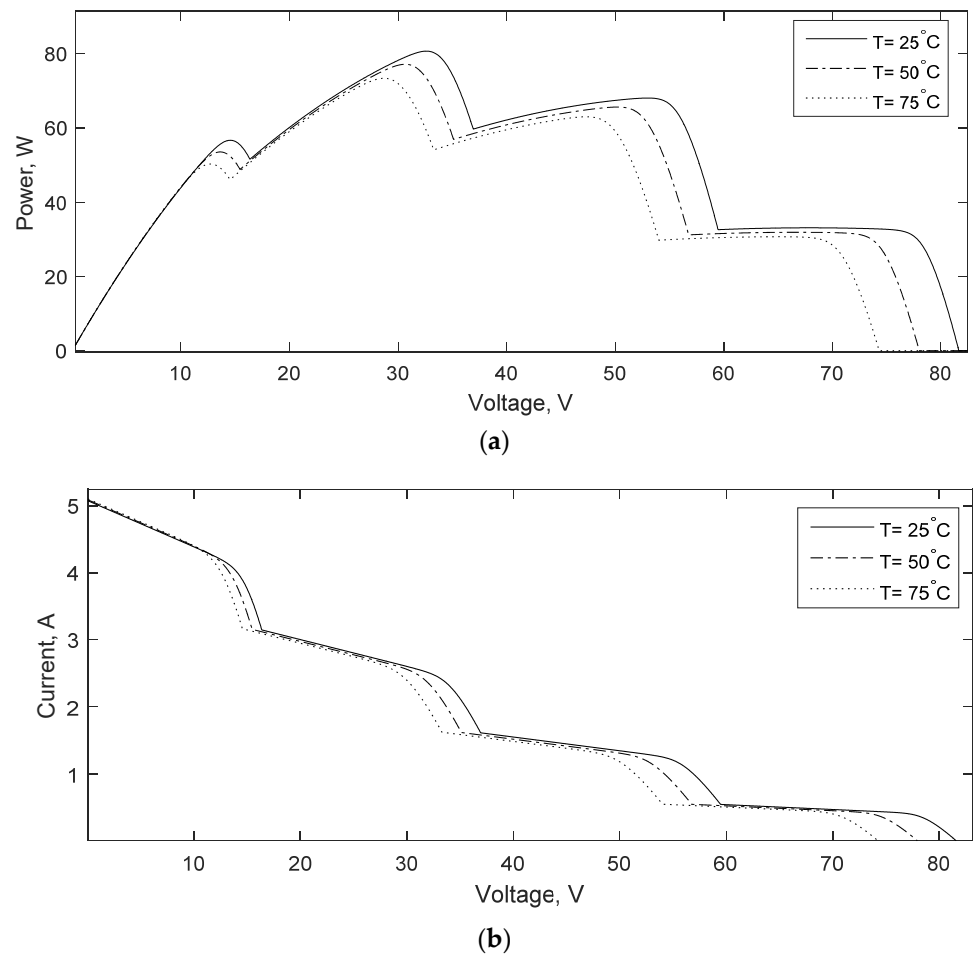 Power, W
80
60
40
20
0
10 20 30 40 50 60 70 80
Voltage, V
T= 25°C
T= 50°C
T= 75°C
(a)
Current, A
5
4
3
2
1
10 20 30 40 50 60 70 80
Voltage, V
T= 25°C
T= 50°C
T= 75°C
(b)